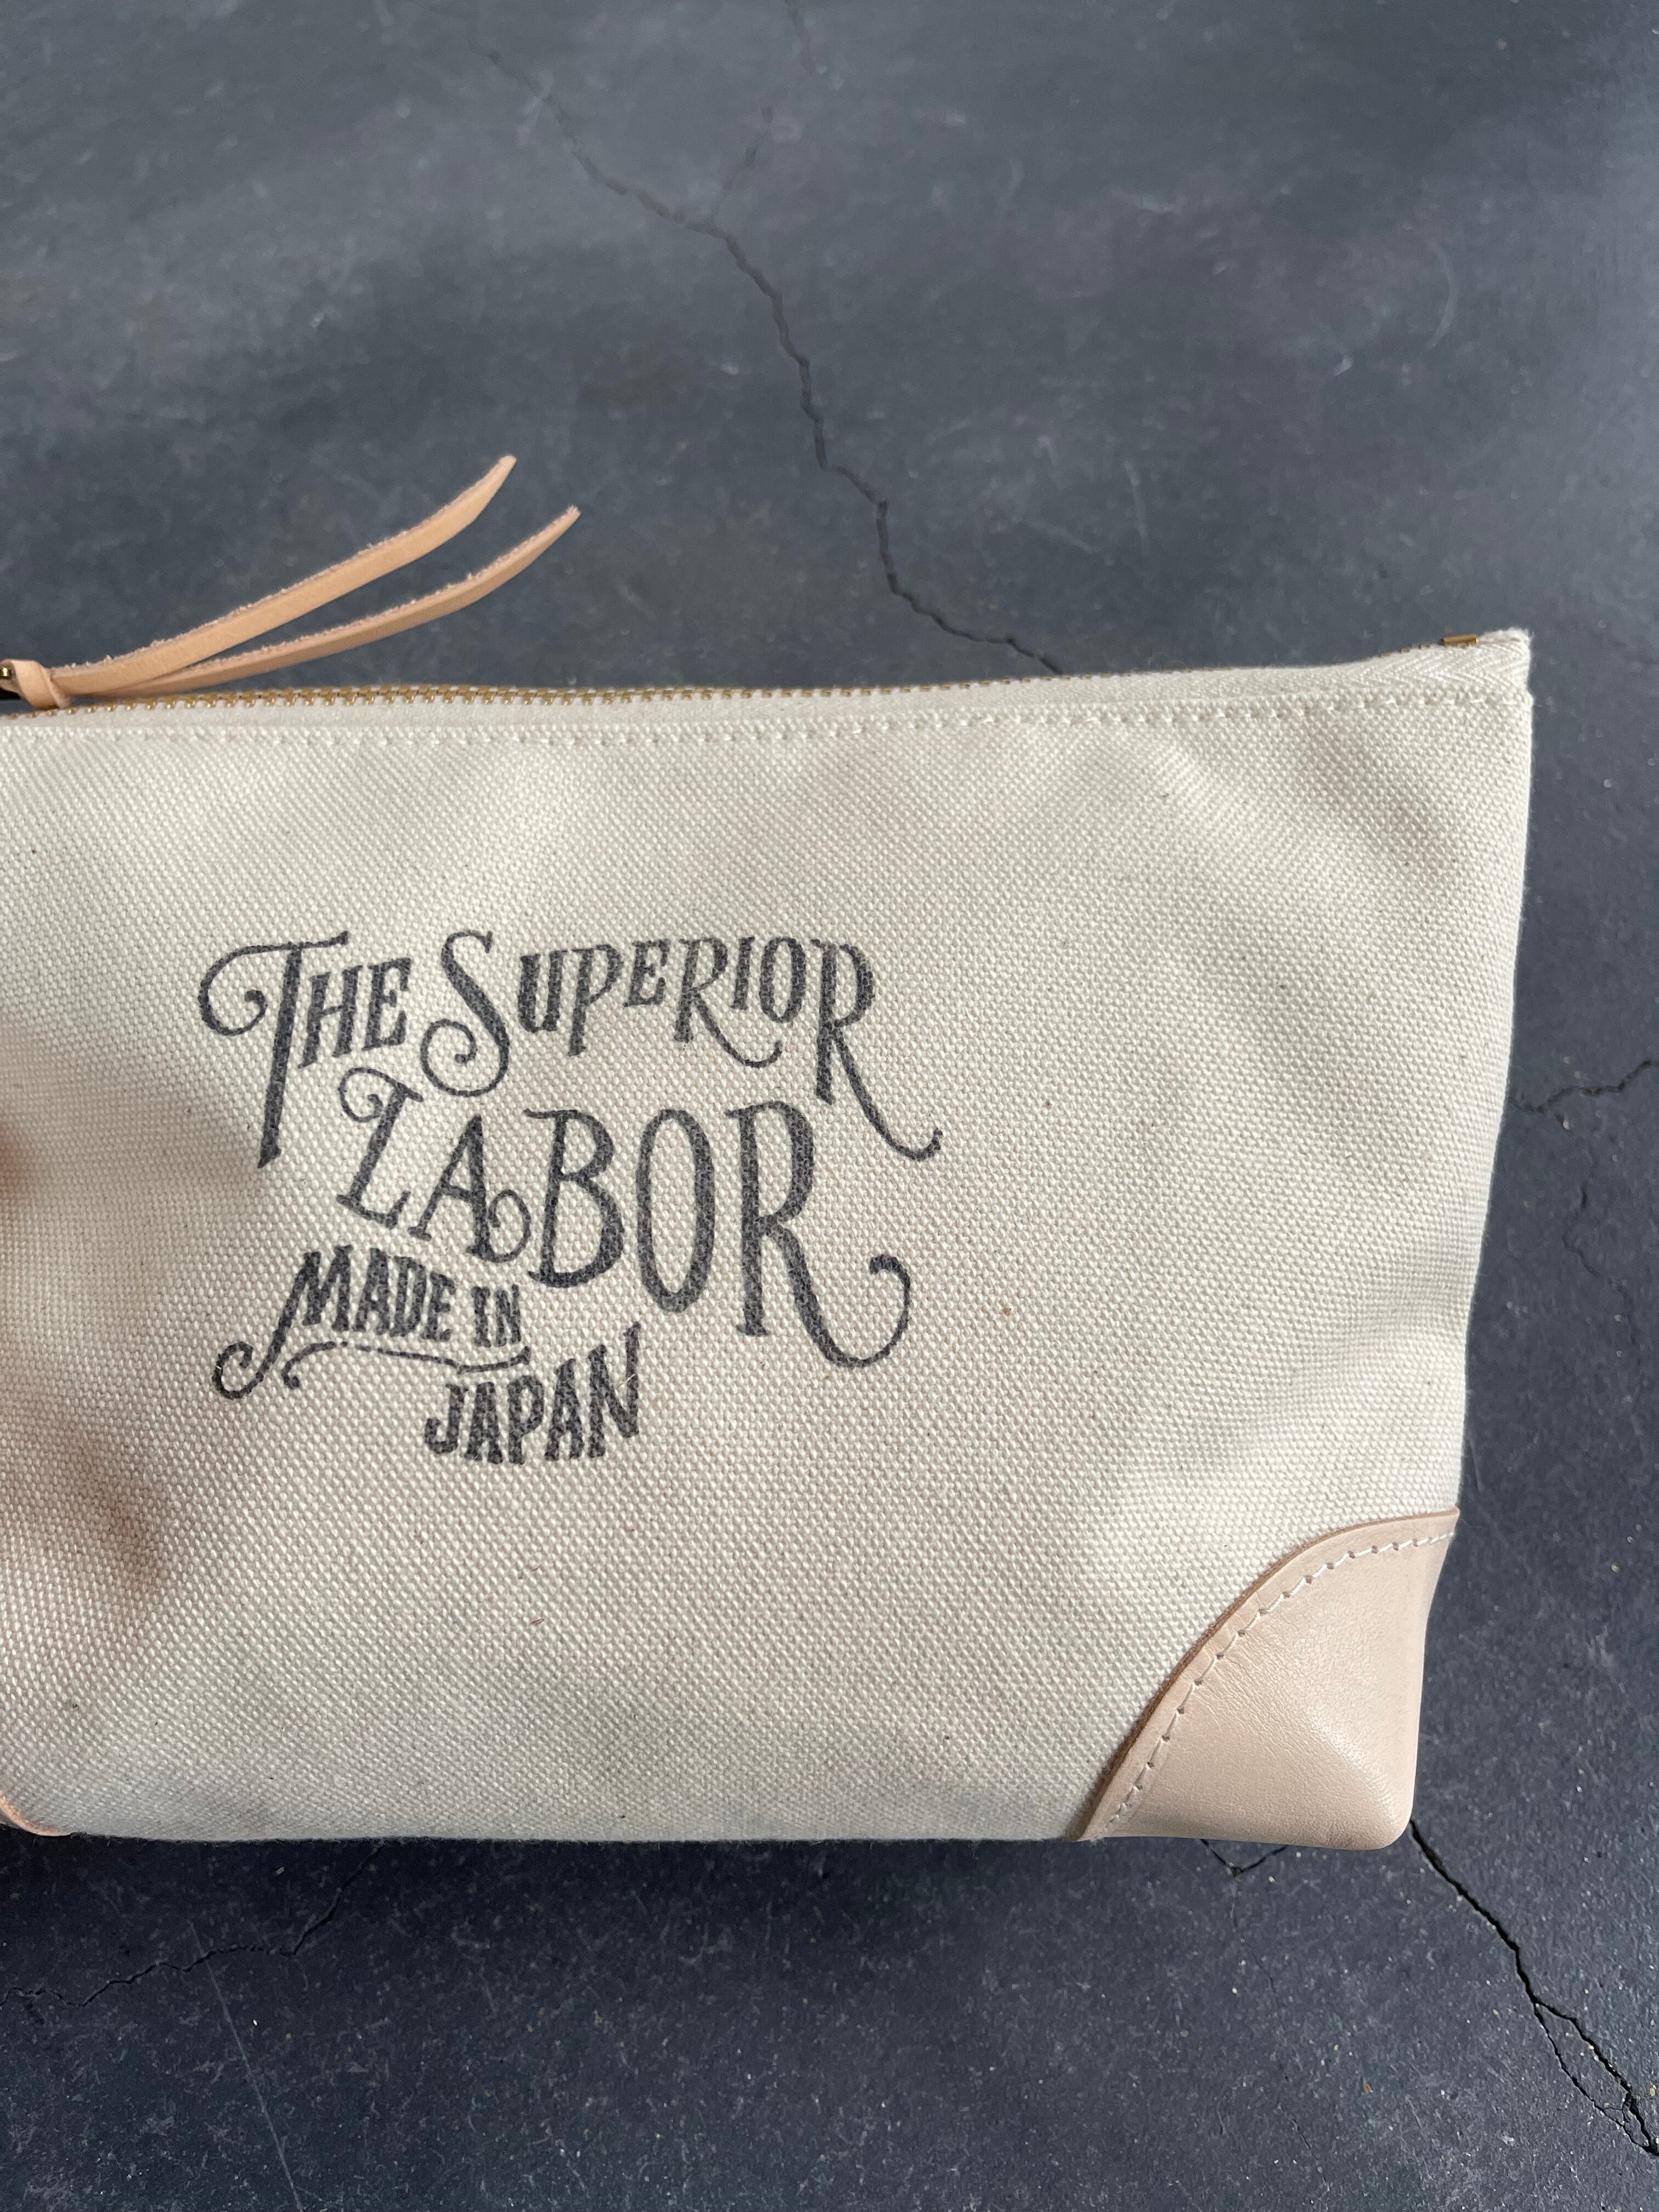 THE SUPERIOR
LABOR
MADE IN
JAPAN